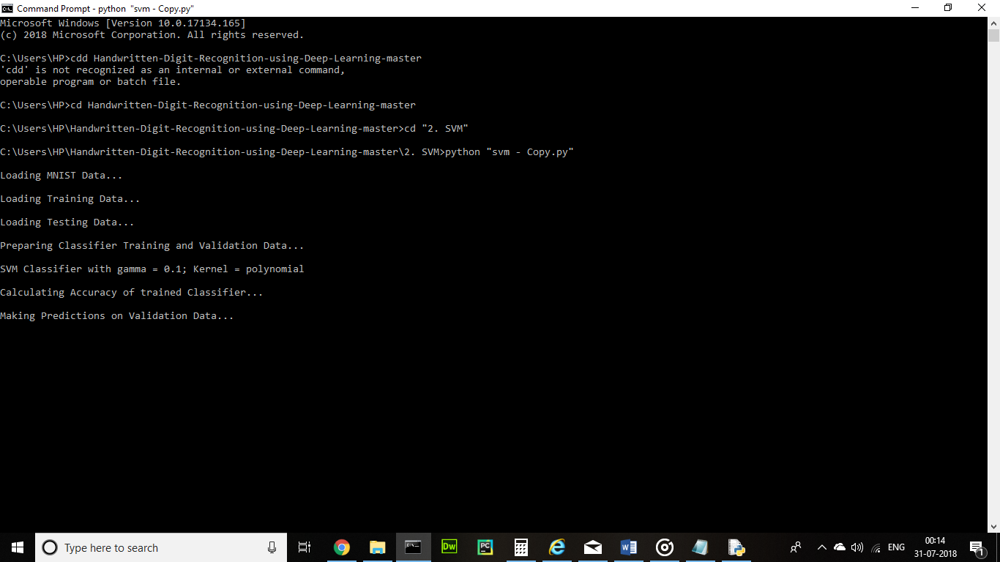 Command Prompt - python "svm - Copy.py"
Microsoft Windows [Version 10.0.17134.165]
(c) 2018 Microsoft Corporation. All rights reserved.
C:\Users\HP>cdd Handwritten-Digit-Recognition-using-Deep-Learning-master
'cdd' is not recognized as an internal or external command,
operable program or batch file.
C:\Users\HP>cd Handwritten-Digit-Recognition-using-Deep-Learning-master
C:\Users\HP\Handwritten-Digit-Recognition-using-Deep-Learning-master>cd "2. SVM"
C:\Users\HP\Handwritten-Digit-Recognition-using-Deep-Learning-master\2. SVM>python "svm - Copy.py"
Loading MNIST Data...
Loading Training Data...
Loading Testing Data...
Preparing Classifier Training and Validation Data...
SVM Classifier with gamma = 0.1; Kernel = polynomial
Calculating Accuracy of trained Classifier...
Making Predictions on Validation Data...
Type here to search
Dw
PC
W
ENG
00:14
31-07-2018
1